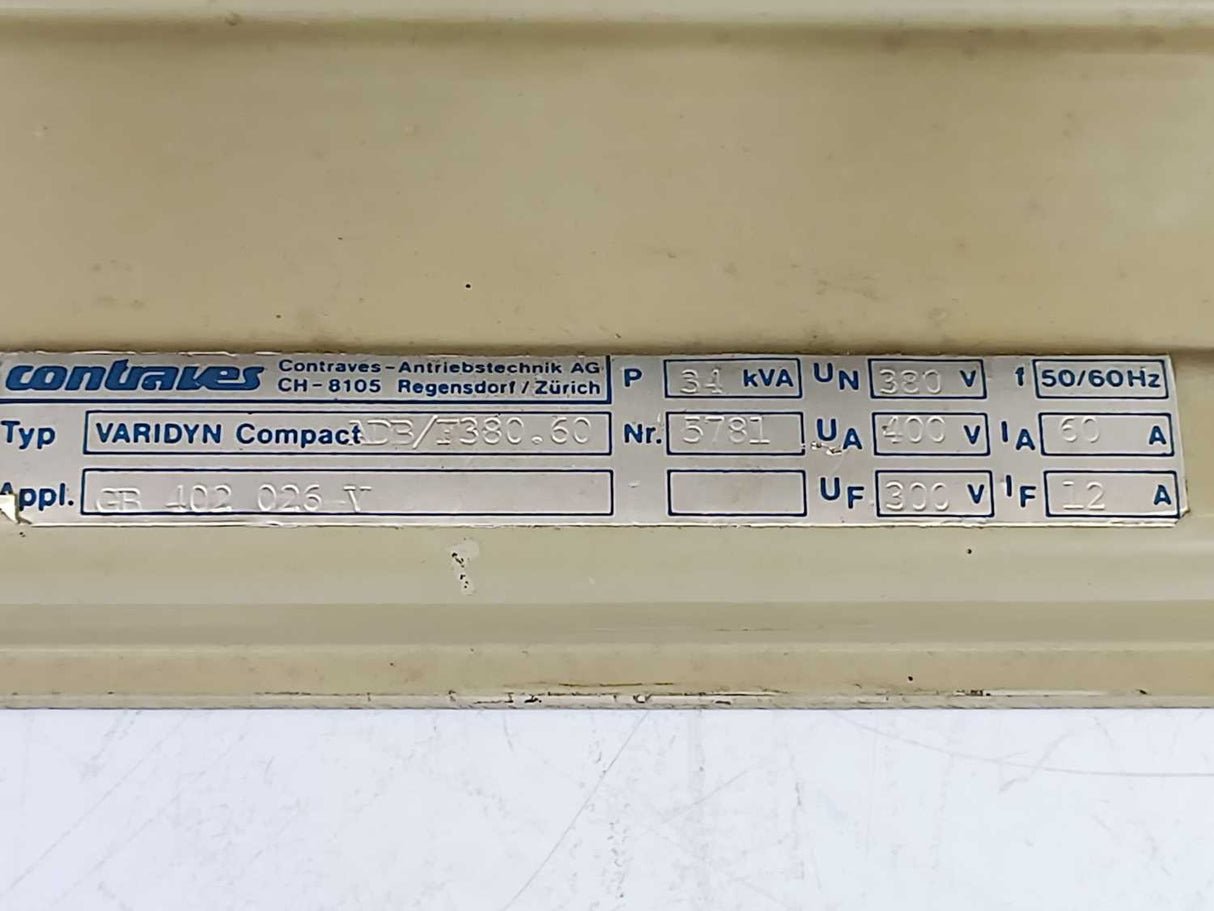 contraves Contraves-Antriebstechnik AG
CH-8105 Regensdorf/Zürich
P 34 kVA UN 380 V f 50/60Hz
Typ VARIDYN Compact ADB/F380.60 Nr. 5781 UA 400 V IA 60 A
Appl. GB 402 026 V UF 300 V IF 12 A